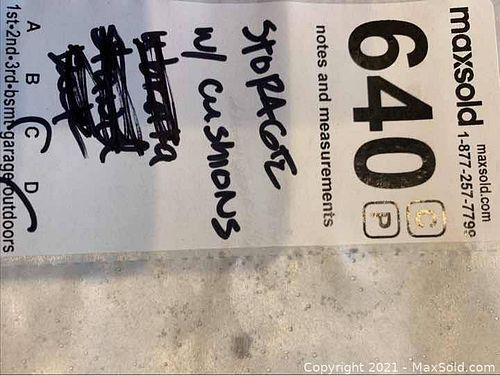 maxsold
maxsold.com
1-877-257-7799
640
C
P
notes and measurements
STORAGE
W/ CUSHIONS
A B C D
1st•2nd•3rd•bsmt•garage•outdoors
Copyright 2021 - MaxSold.com